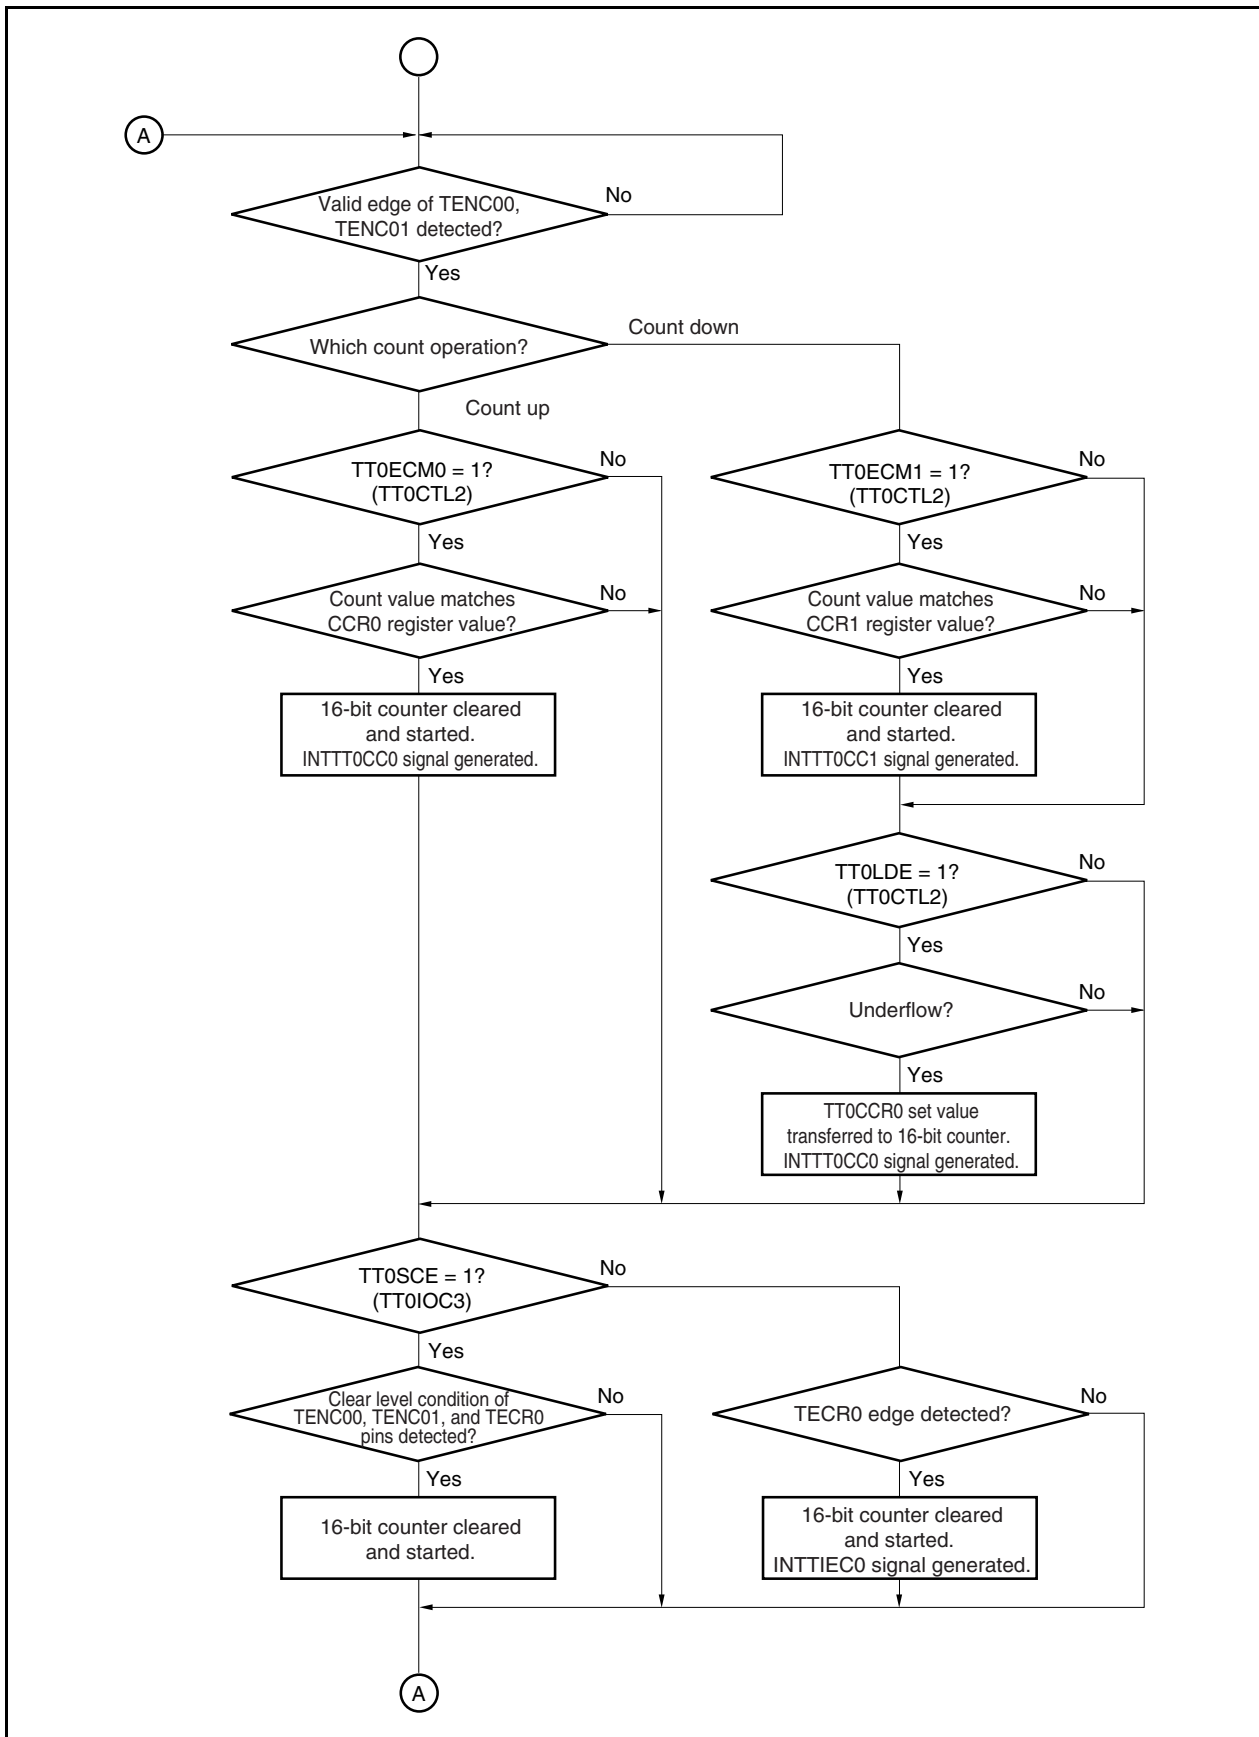 A
Valid edge of TENC00,
TENC01 detected?
No
Yes
Which count operation?
Count down
Count up
TT0ECM0 = 1?
(TT0CTL2)
No
Yes
TT0ECM1 = 1?
(TT0CTL2)
No
Yes
Count value matches
CCR0 register value?
No
Yes
Count value matches
CCR1 register value?
No
Yes
16-bit counter cleared
and started.
INTTT0CC0 signal generated.
16-bit counter cleared
and started.
INTTT0CC1 signal generated.
TT0LDE = 1?
(TT0CTL2)
No
Yes
Underflow?
No
Yes
TT0CCR0 set value
transferred to 16-bit counter.
INTTT0CC0 signal generated.
TT0SCE = 1?
(TT0IOC3)
No
Yes
Clear level condition of
TENC00, TENC01, and TECR0
pins detected?
No
Yes
TECR0 edge detected?
No
Yes
16-bit counter cleared
and started.
16-bit counter cleared
and started.
INTTIEC0 signal generated.
A